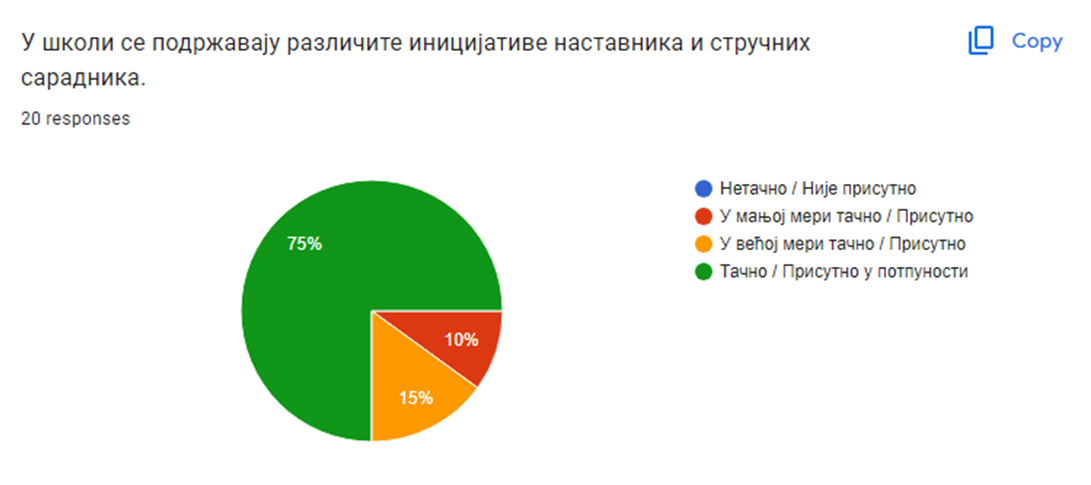 У школи се подржавају различите иницијативе наставника и стручних
сарадника.
Copy
20 responses
75%
10%
15%
Нетачно / Није присутно
У мањој мери тачно / Присутно
У већој мери тачно / Присутно
Тачно / Присутно у потпуности